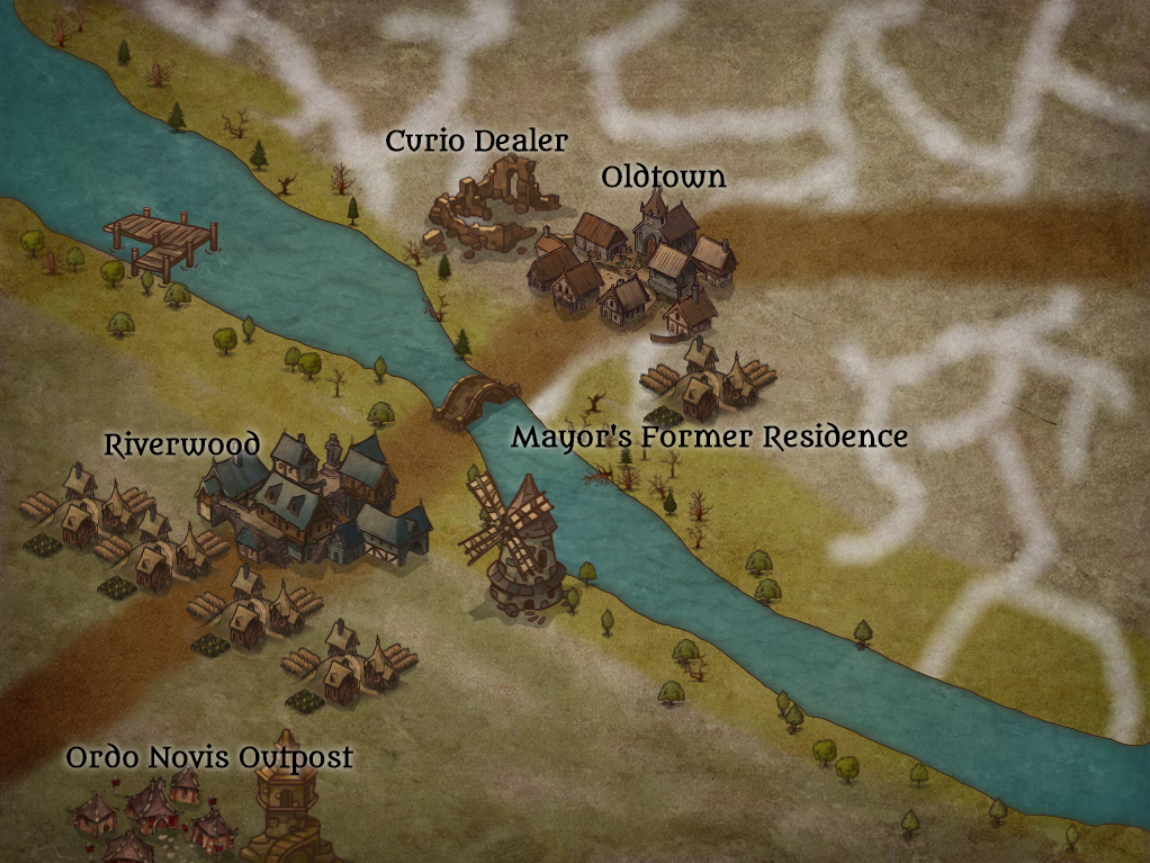 Curio Dealer
Oldtown
Mayor's Former Residence
Riverwood
Ordo Novis Outpost